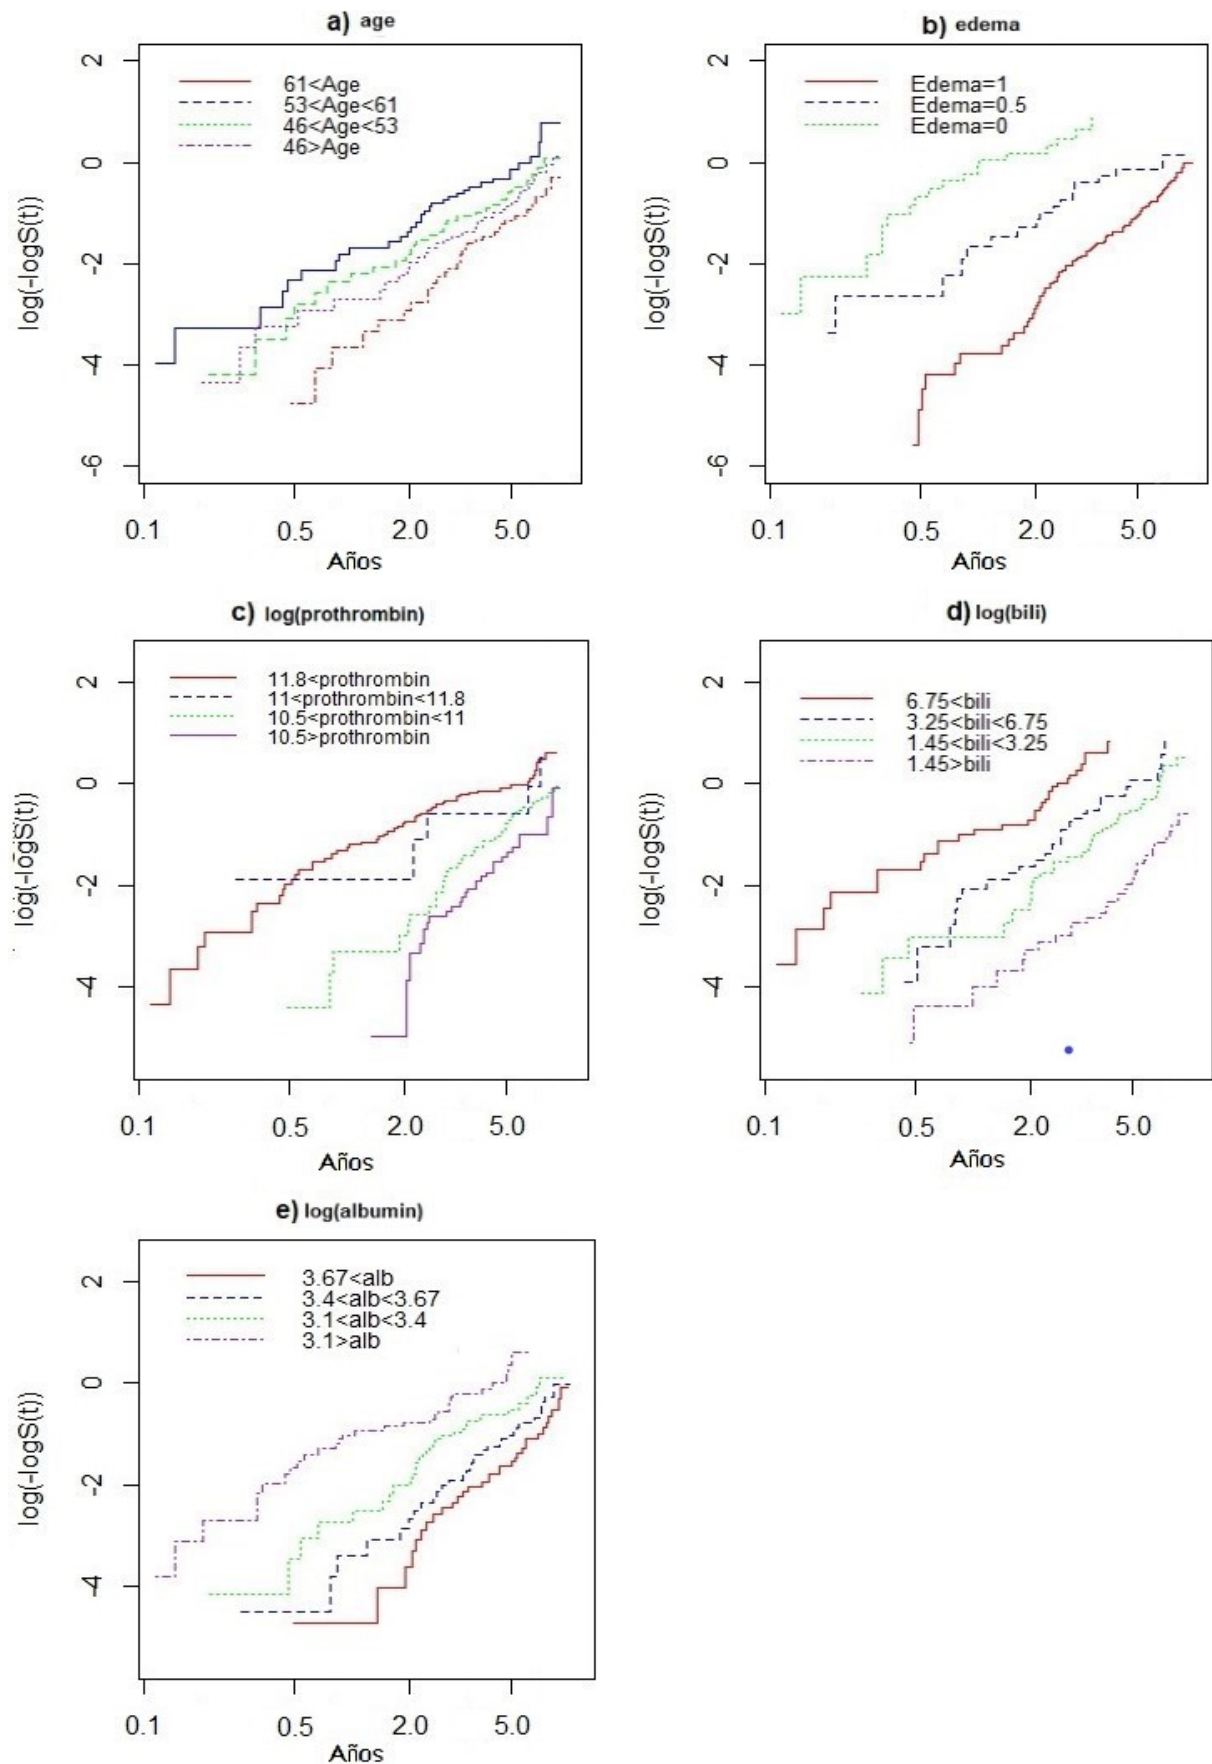 a) age
2
0
-2
-4
-6
log(-logS(t))
61<Age
53<Age<61
46<Age<53
46>Age
0.1
0.5
2.0
5.0
Años
b) edema
2
0
-2
-4
-6
log(-logS(t))
Edema=1
Edema=0.5
Edema=0
0.1
0.5
2.0
5.0
Años
c) log(prothrombin)
2
0
-2
-4
log(-logS(t))
11.8<prothrombin
11<prothrombin<11.8
10.5<prothrombin<11
10.5>prothrombin
0.1
0.5
2.0
5.0
Años
d) log(bili)
2
0
-2
-4
log(-logS(t))
6.75<bili
3.25<bili<6.75
1.45<bili<3.25
1.45>bili
0.1
0.5
2.0
5.0
Años
e) log(albumin)
2
0
-2
-4
log(-logS(t))
3.67<alb
3.4<alb<3.67
3.1<alb<3.4
3.1>alb
0.1
0.5
2.0
5.0
Años